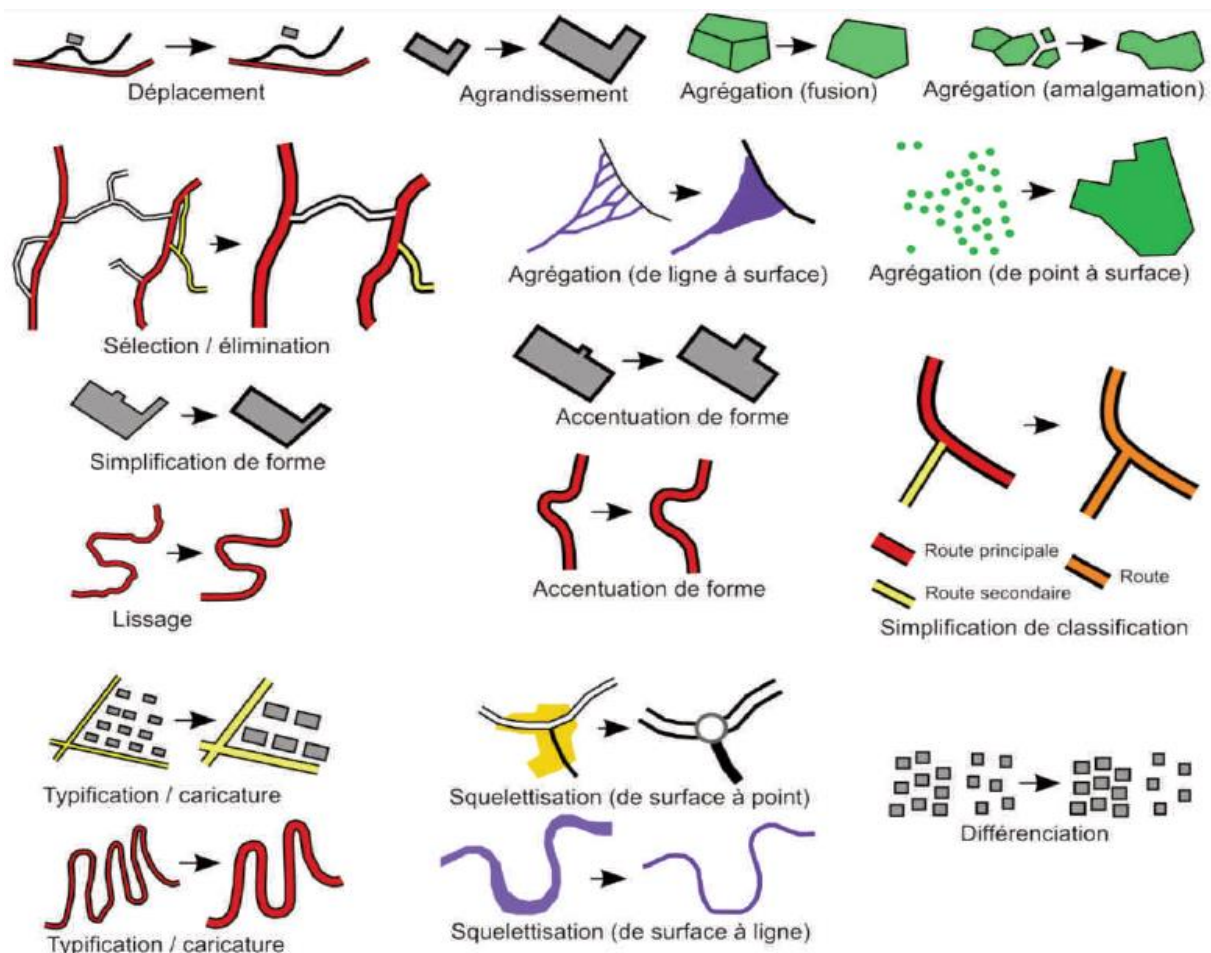 Déplacement
Agrandissement
Agrégation (fusion)
Agrégation (amalgamation)
Sélection / élimination
Agrégation (de ligne à surface)
Agrégation (de point à surface)
Simplification de forme
Accentuation de forme
Lissage
Accentuation de forme
Route principale
Route secondaire
Route
Simplification de classification
Typification / caricature
Squelettisation (de surface à point)
Différenciation
Typification / caricature
Squelettisation (de surface à ligne)